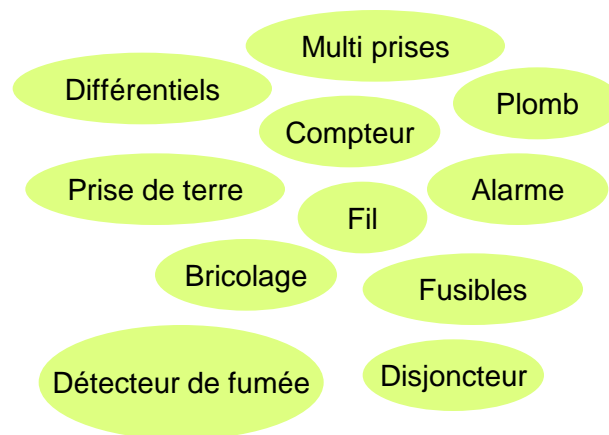 Multi prises
Différentiels
Plomb
Compteur
Prise de terre
Alarme
Fil
Bricolage
Fusibles
Détecteur de fumée
Disjoncteur